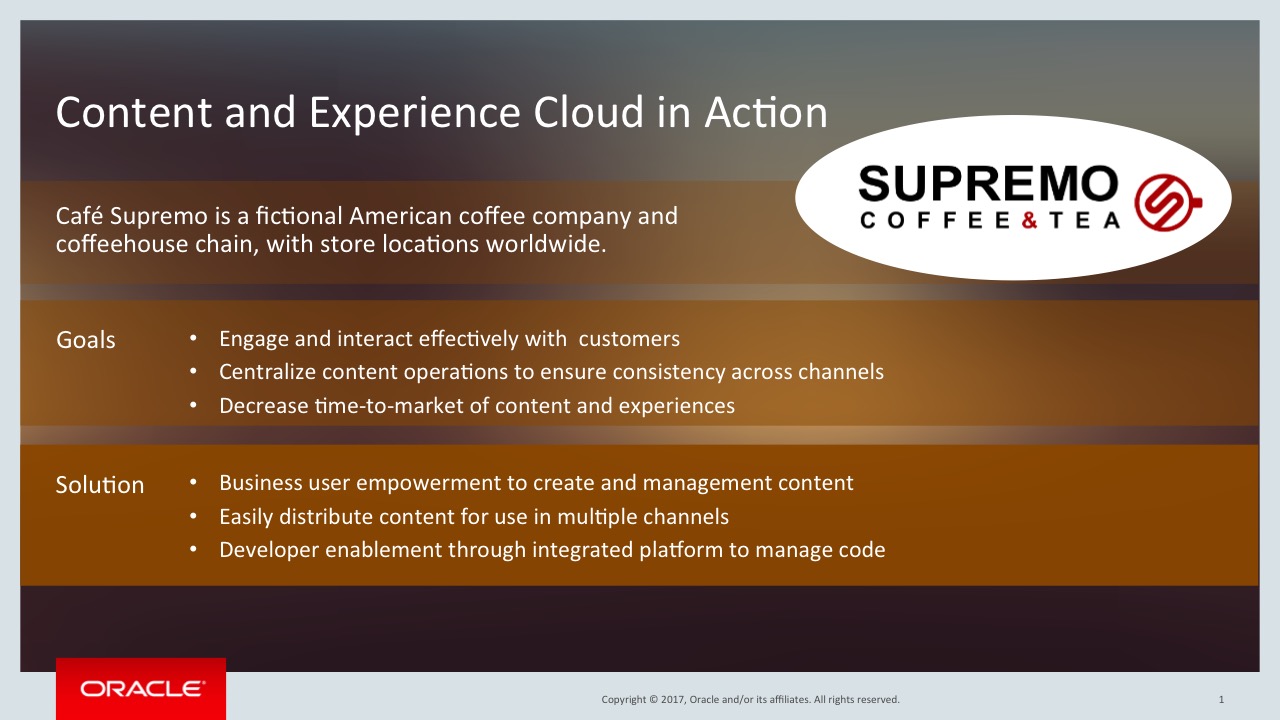 Content and Experience Cloud in Action
SUPREMO
COFFEE&TEA
Café Supremo is a fictional American coffee company and
coffeehouse chain, with store locations worldwide.
Goals
• Engage and interact effectively with  customers
• Centralize content operations to ensure consistency across channels
• Decrease time-to-market of content and experiences
Solution
• Business user empowerment to create and management content
• Easily distribute content for use in multiple channels
• Developer enablement through integrated platform to manage code
ORACLE®
Copyright © 2017, Oracle and/or its affiliates. All rights reserved.
1